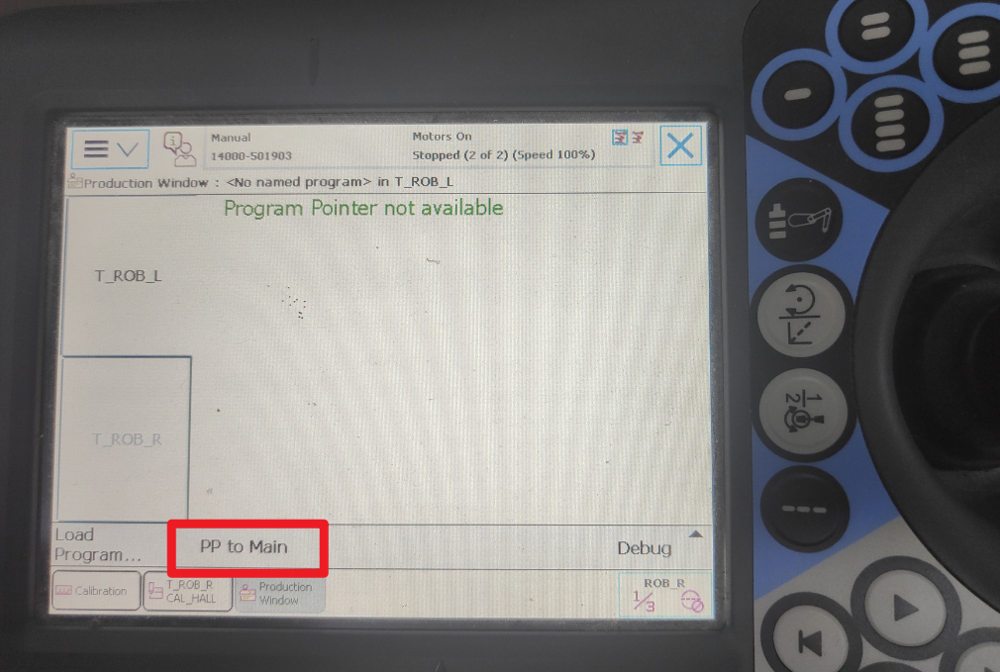 Manual
14000-501903
Motors On
Stopped (2 of 2) (Speed 100%)
Production Window : <No named program> in T_ROB_L
Program Pointer not available
T_ROB_L
T_ROB_R
Load
Program...
PP to Main
Debug
Calibration
T_ROB_R
CAL_HALL
Production
Window
ROB_R
1/3
1
2